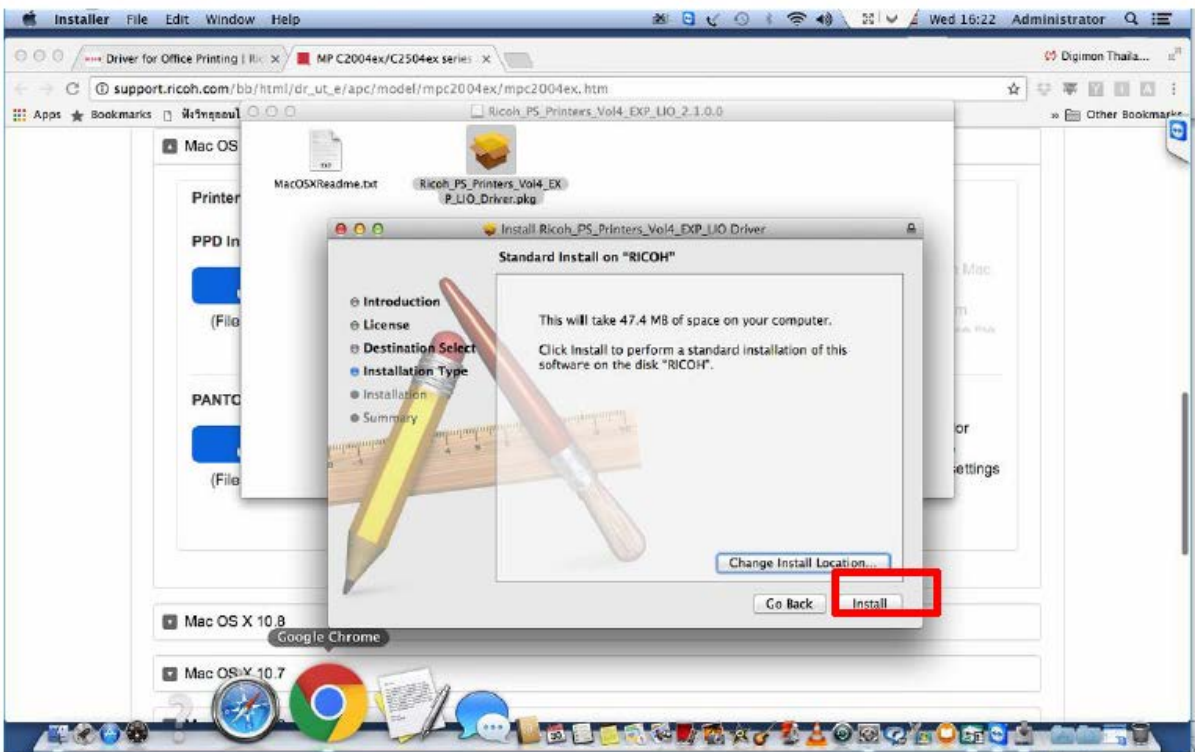 Installer File Edit Window Help
Wed 16:22 Administrator
Driver for Office Printing | Ric
MP C2004ex/C2504ex series
Digimon Thaila...
support.ricoh.com/bb/html/dr_ut_e/apc/model/mpc2004ex/mpc2004ex.htm
Apps Bookmarks
Other Bookmarks
Ricoh_PS_Printers_Vol4_EXP_LIO_2.1.0.0
Mac OS
TXT
MacOSXReadme.txt
Ricoh_PS_Printers_Vol4_EX
P_LIO_Driver.pkg
Printer
PPD In
(File
PANTO
(File
Mac
or
settings
Install Ricoh_PS_Printers_Vol4_EXP_LIO Driver
Standard Install on "RICOH"
Introduction
License
Destination Select
Installation Type
Installation
Summary
This will take 47.4 MB of space on your computer.
Click Install to perform a standard installation of this
software on the disk "RICOH".
Change Install Location...
Go Back
Install
Mac OS X 10.8
Google Chrome
Mac OS X 10.7